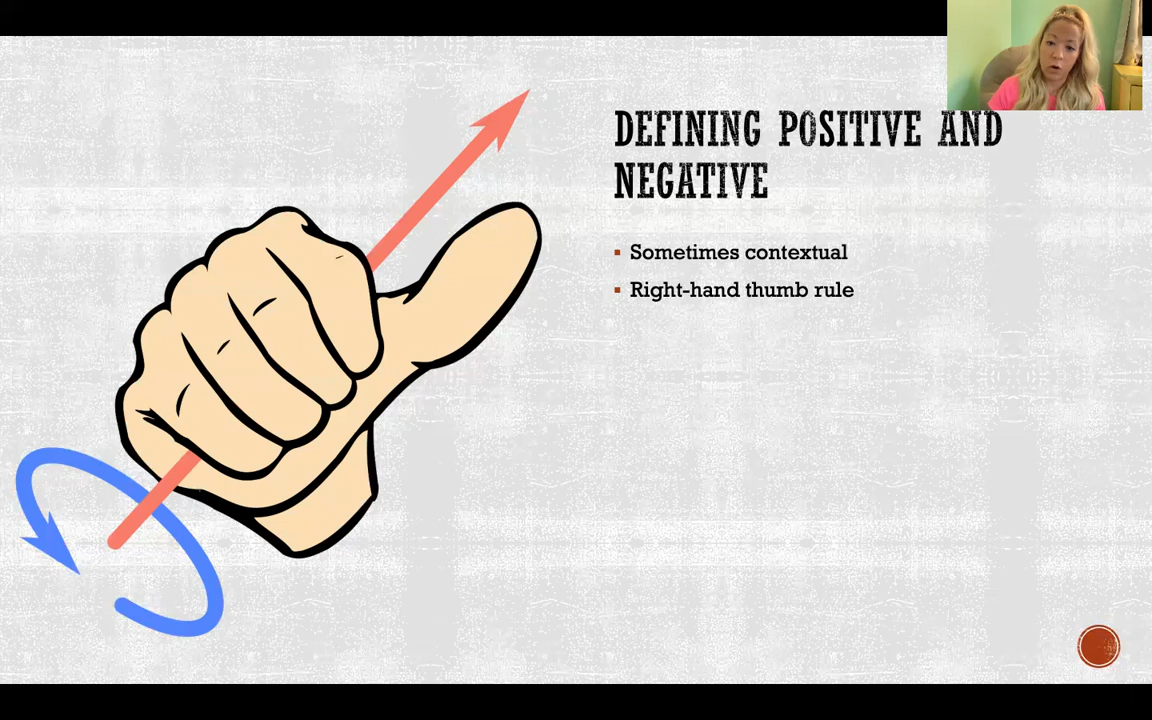 DEFINING POSITIVE AND
NEGATIVE
▪ Sometimes contextual
▪ Right-hand thumb rule